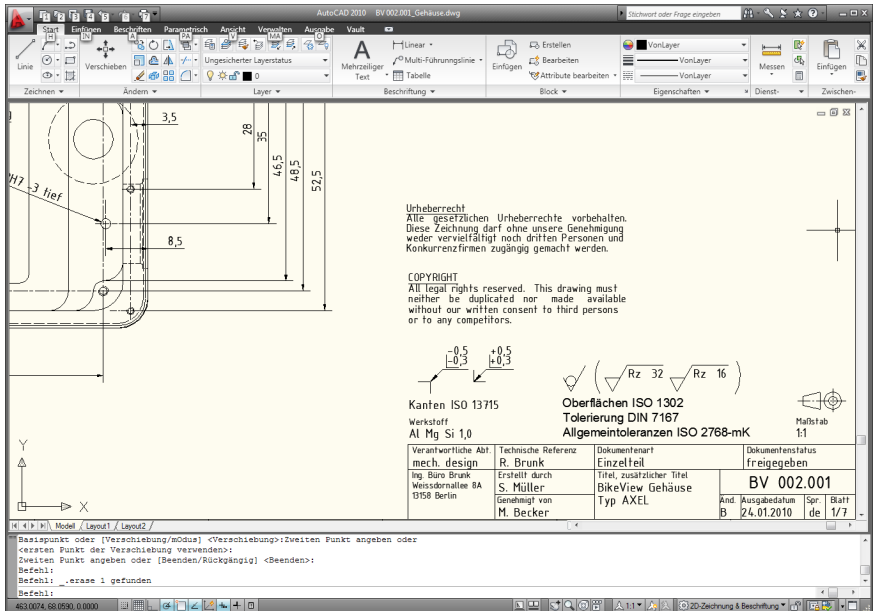 AutoCAD 2010 BV 002.001_Gehäuse.dwg
Stichwort oder Frage eingeben
Start Einfügen Beschriften Parametrisch Ansicht Verwalten Ausgabe Vault
Linie
Verschieben
Ungesicherter Layerstatus
0
A
Mehrzeiliger
Text
Linear
Multi-Führungslinie
Tabelle
Einfügen
Erstellen
Bearbeiten
Attribute bearbeiten
VonLayer
VonLayer
VonLayer
Messen
Einfügen
Zeichnen Ändern Layer Beschriftung Block Eigenschaften Dienst- Zwischen-
3,5
28
35
46,5
48,5
52,5
H7 -3 tief
8,5
Urheberrecht
Alle gesetzlichen Urheberrechte vorbehalten.
Diese Zeichnung darf ohne unsere Genehmigung
weder vervielfältigt noch dritten Personen und
Konkurrenzfirmen zugängig gemacht werden.
COPYRIGHT
All legal rights reserved. This drawing must
neither be duplicated nor made available
without our written consent to third persons
or to any competitors.
-0,5 +0,5
-0,3 +0,3
Rz 32 Rz 16
Kanten ISO 13715
Oberflächen ISO 1302
Tolerierung DIN 7167
Allgemeintoleranzen ISO 2768-mK
Werkstoff
Al Mg Si 1,0
Maßstab
1:1
Verantwortliche Abt. Technische Referenz Dokumentenart Dokumentenstatus
mech. design R. Brunk Einzelteil freigegeben
Ing. Büro Brunk
Weissdornallee 8A
13158 Berlin
Erstellt durch
S. Müller
Genehmigt von
M. Becker
Titel, zusätzlicher Titel
BikeView Gehäuse
Typ AXEL
BV 002.001
Änd. Ausgabedatum Spr. Blatt
B 24.01.2010 de 1/7
Y
X
Modell Layout1 Layout2
Basispunkt oder [Verschiebung/mOdus] <Verschiebung>:Zweiten Punkt angeben oder
<ersten Punkt der Verschiebung verwenden>:
Zweiten Punkt angeben oder [Beenden/Rückgängig] <Beenden>:
Befehl:
Befehl: _.erase 1 gefunden
Befehl:
463.0074, 68.0590, 0.0000
1:1
2D-Zeichnung & Beschriftung